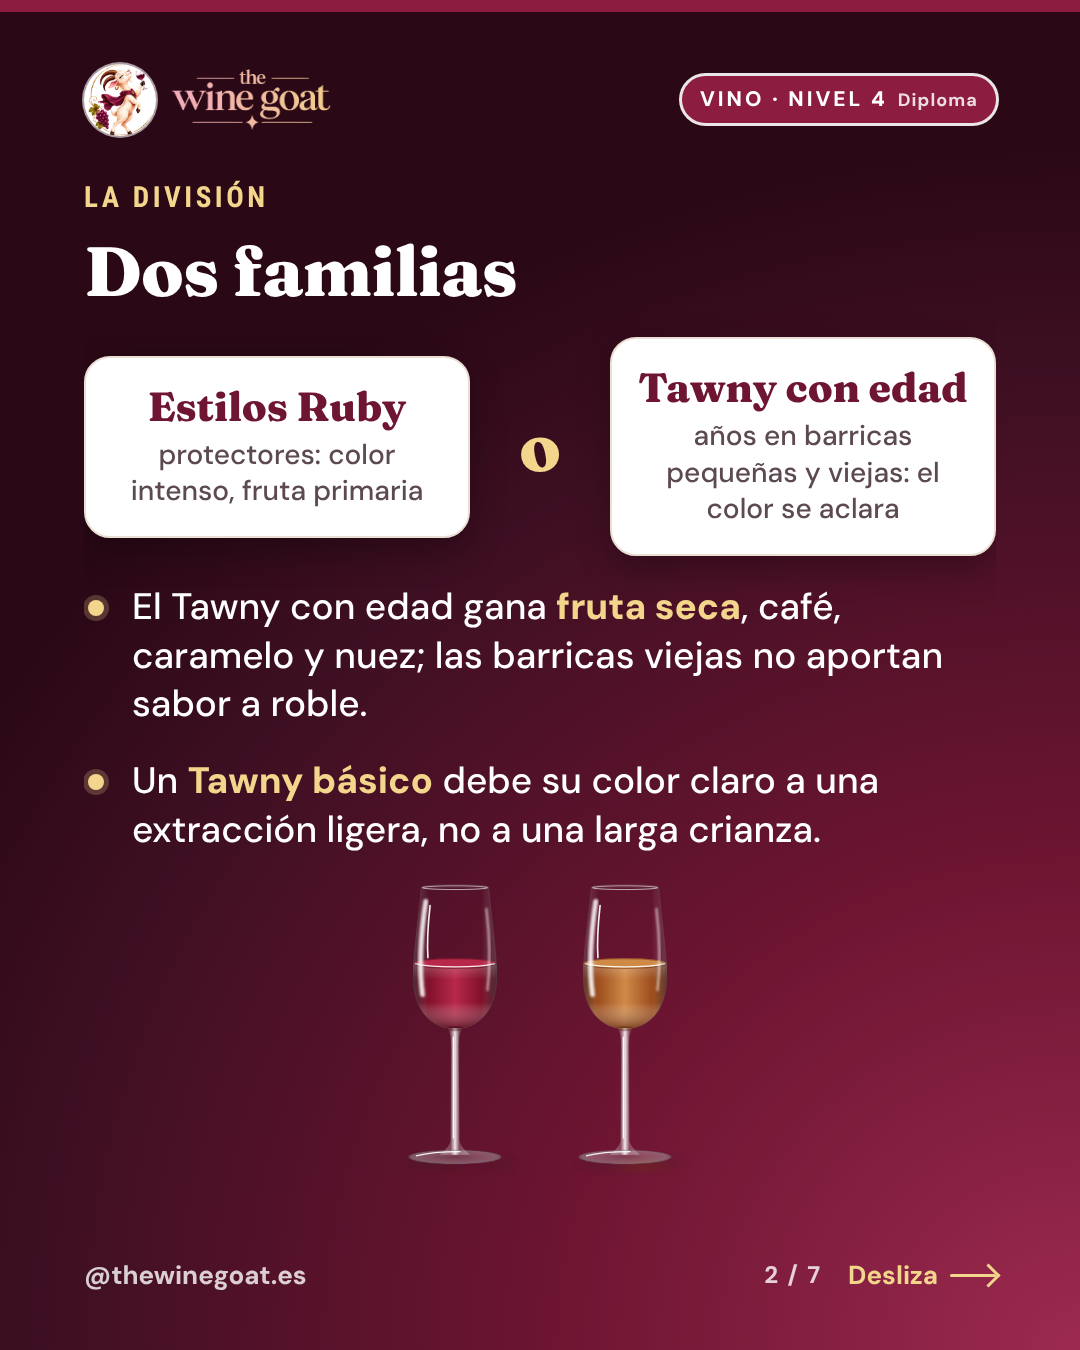 the
wine goat
VINO · NIVEL 4 Diploma
LA DIVISIÓN
Dos familias
Estilos Ruby
protectores: color
intenso, fruta primaria
o
Tawny con edad
años en barricas
pequeñas y viejas: el
color se aclara
El Tawny con edad gana fruta seca, café,
caramelo y nuez; las barricas viejas no aportan
sabor a roble.
Un Tawny básico debe su color claro a una
extracción ligera, no a una larga crianza.
@thewinegoat.es
2 / 7
Desliza